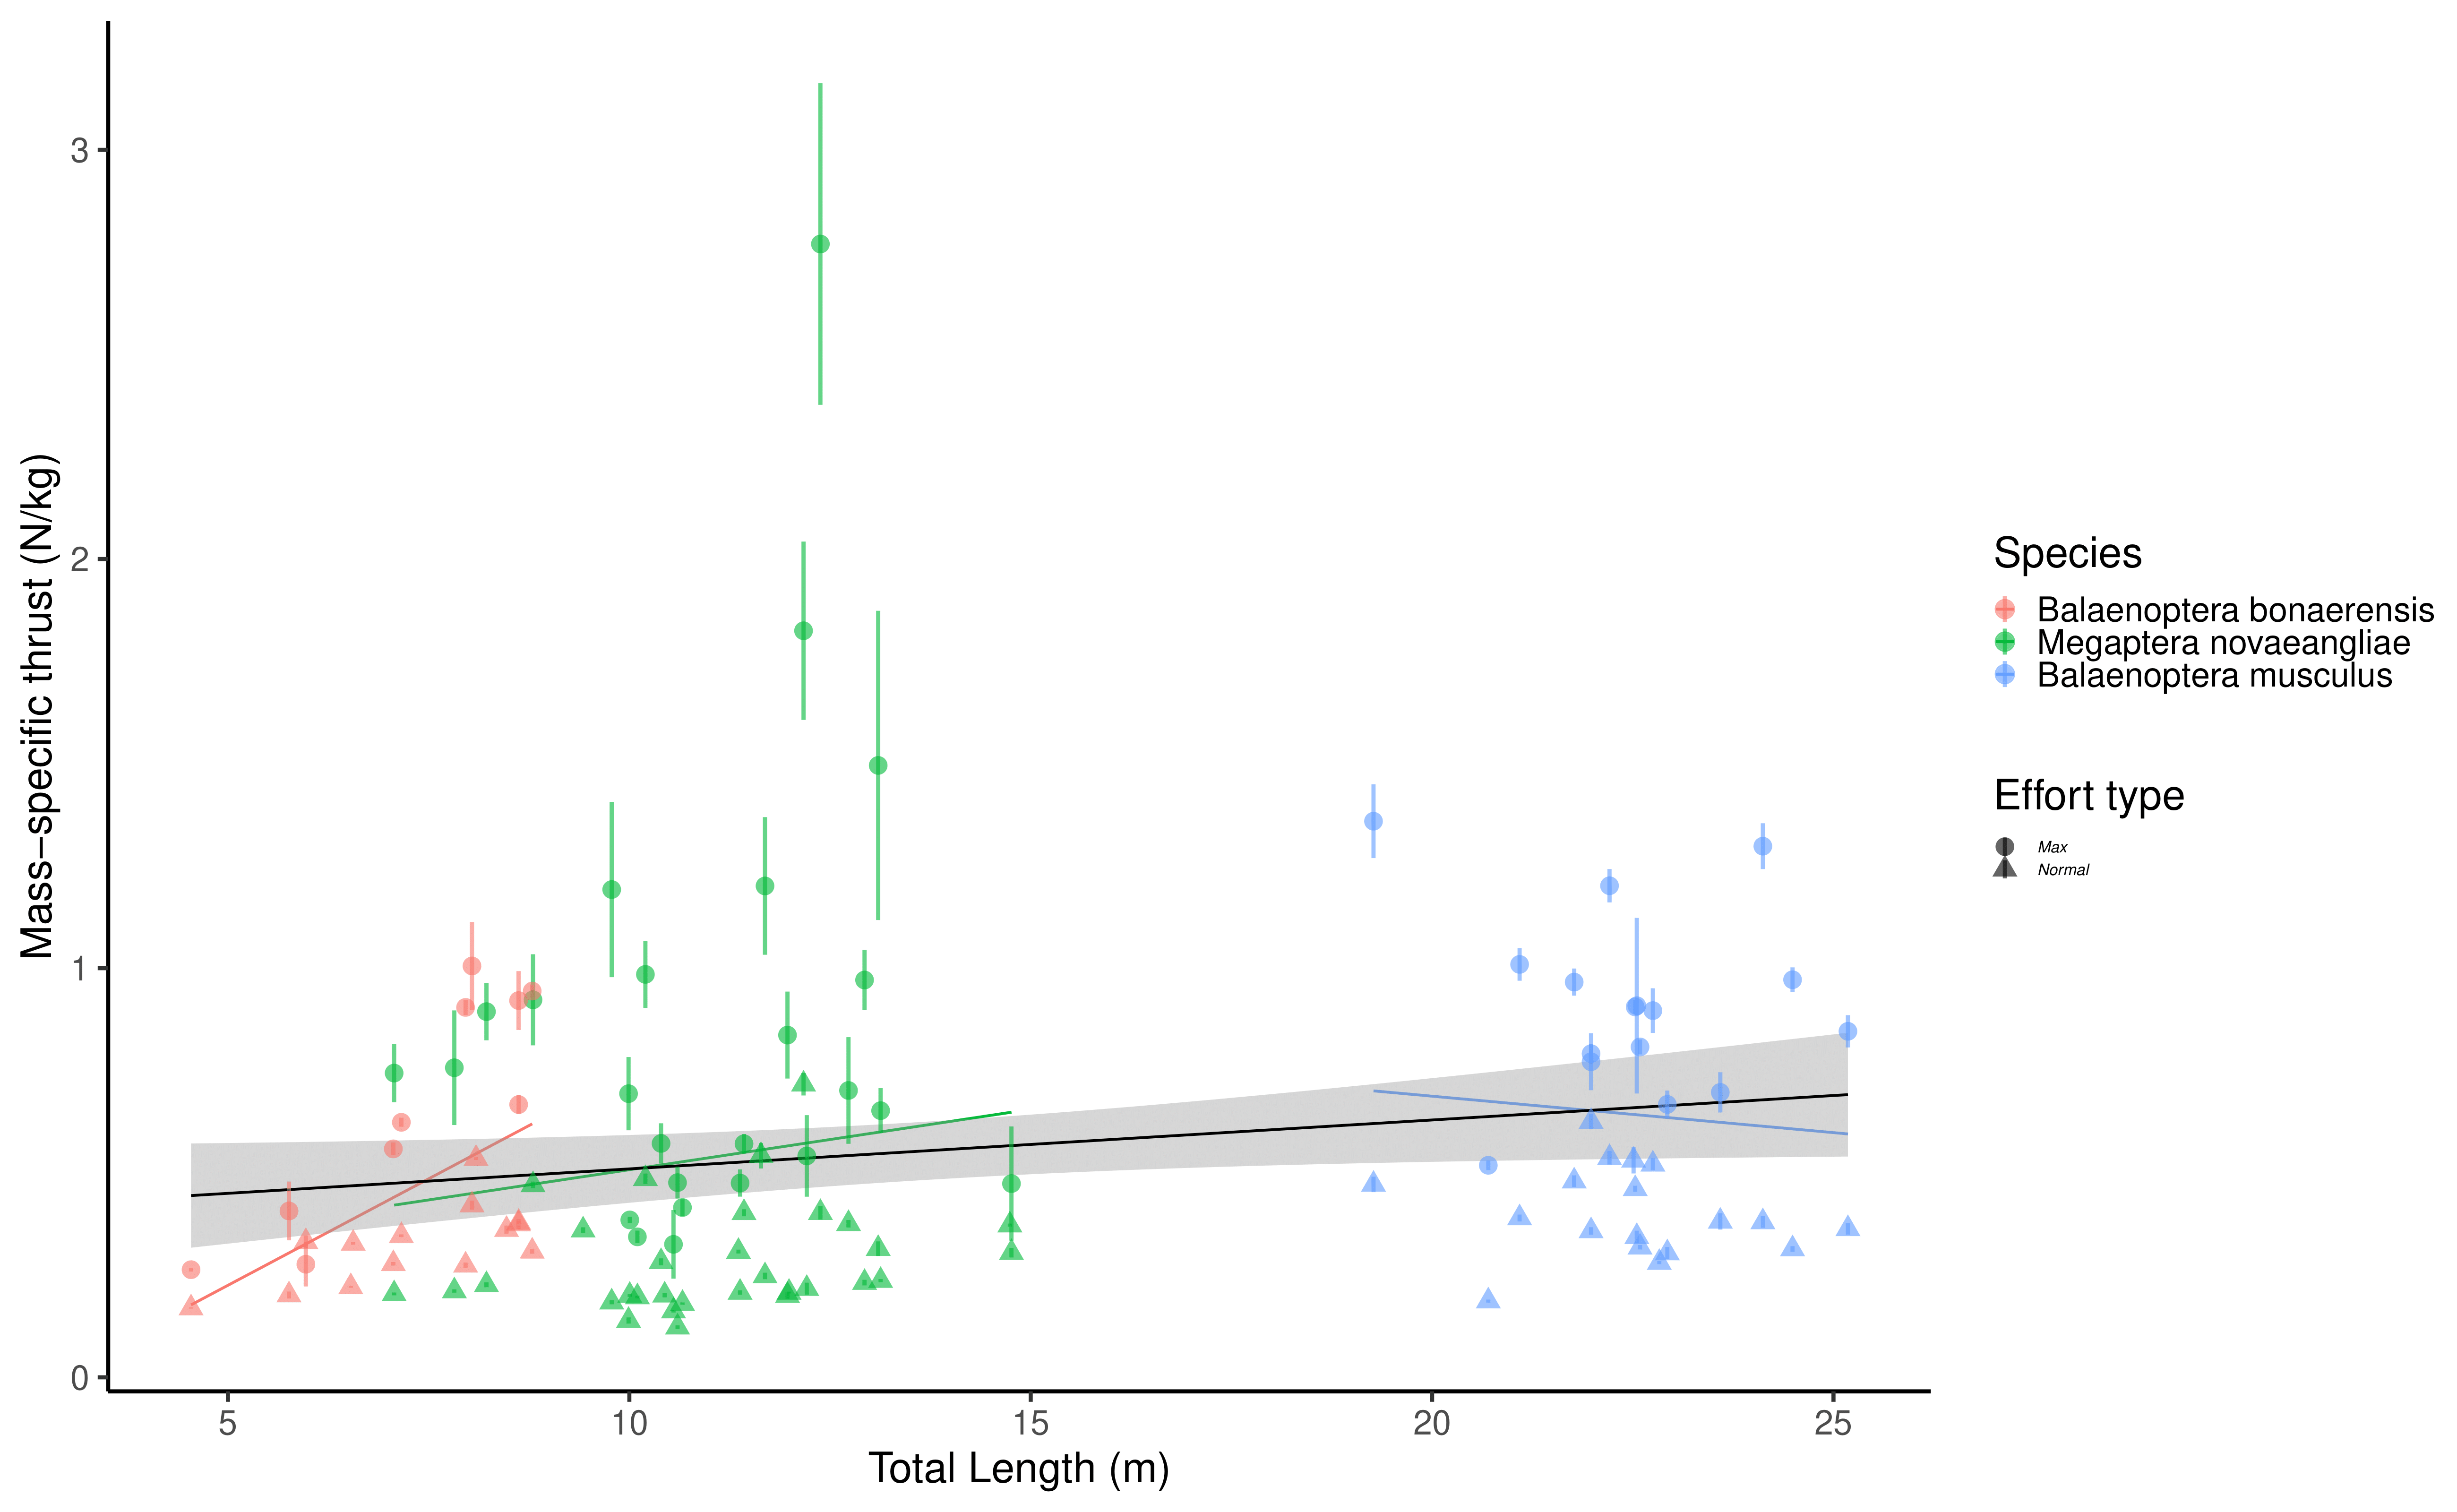 3
2
1
0
Mass−specific thrust (N/kg)
5 10 15 20 25
Total Length (m)
Species
Balaenoptera bonaerensis
Megaptera novaeangliae
Balaenoptera musculus
Effort type
Max
Normal